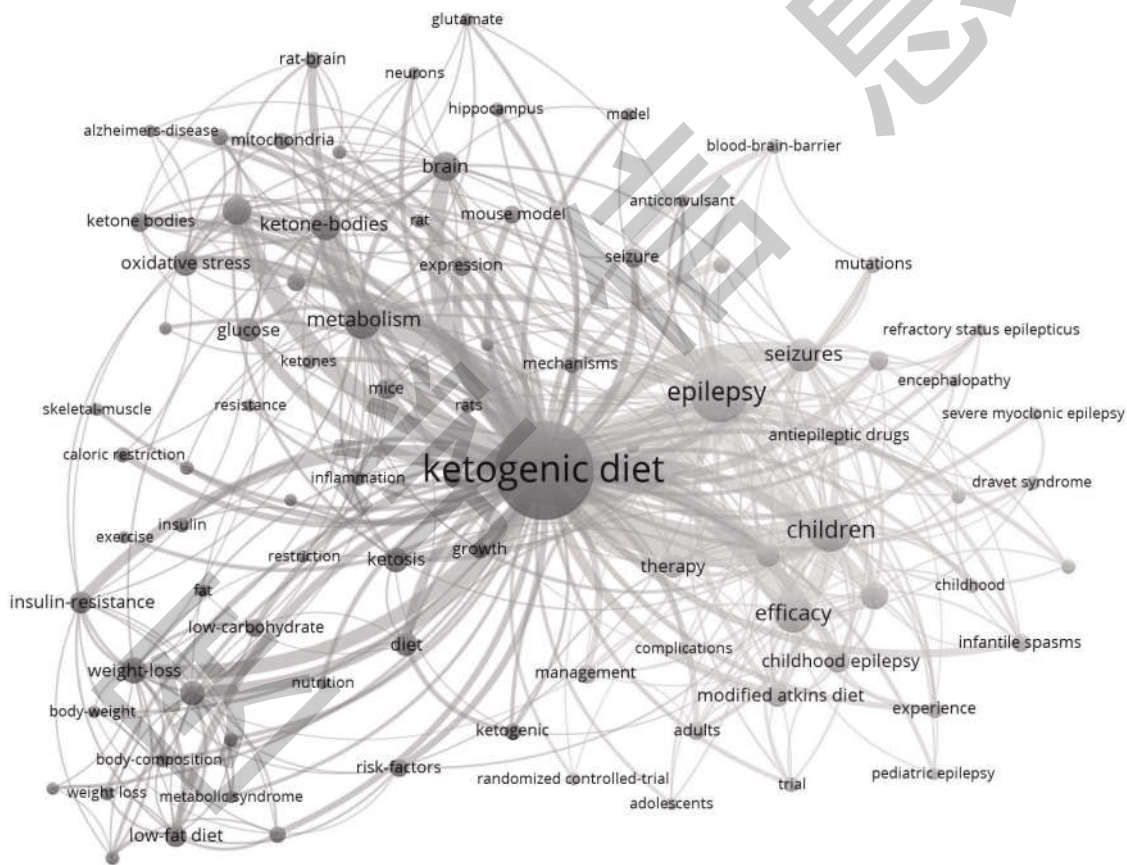 glutamate
rat-brain
neurons
hippocampus
model
alzheimers-disease
mitochondria
blood-brain-barrier
brain
anticonvulsant
ketone bodies
ketone-bodies
rat
mouse model
oxidative stress
expression
seizure
mutations
glucose
metabolism
refractory status epilepticus
seizures
ketones
mechanisms
encephalopathy
mice
epilepsy
skeletal-muscle
resistance
rats
severe myoclonic epilepsy
antiepileptic drugs
caloric restriction
ketogenic diet
inflammation
dravet syndrome
insulin
exercise
children
restriction
ketosis
growth
therapy
childhood
fat
insulin-resistance
efficacy
low-carbohydrate
diet
complications
infantile spasms
weight-loss
childhood epilepsy
management
nutrition
modified atkins diet
body-weight
experience
ketogenic
adults
body-composition
risk-factors
randomized controlled-trial
trial
pediatric epilepsy
weight loss
metabolic syndrome
adolescents
low-fat diet